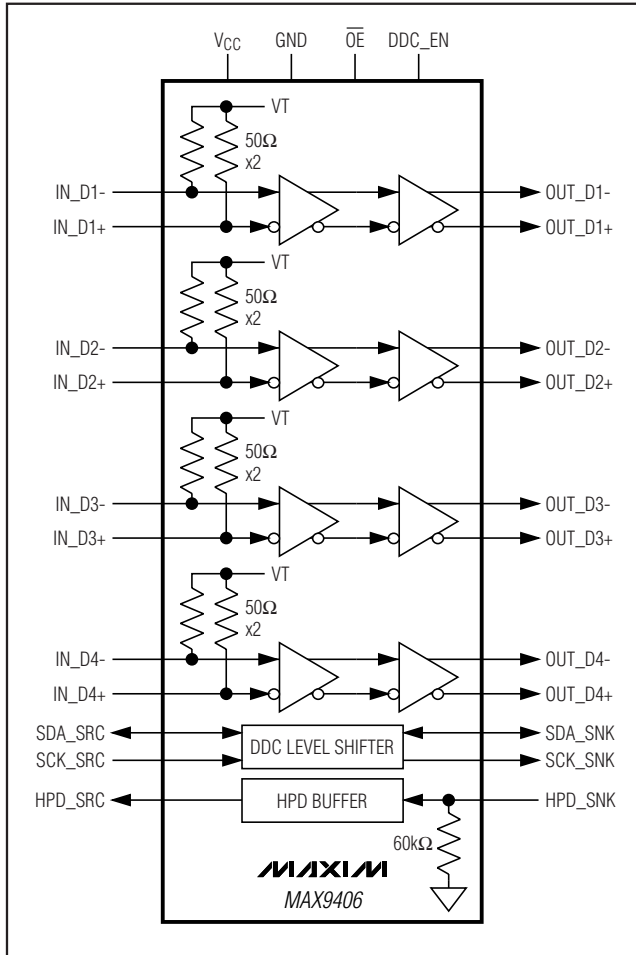 VCC GND OE DDC_EN
VT
50Ω
x2
IN_D1- OUT_D1-
IN_D1+ OUT_D1+
VT
50Ω
x2
IN_D2- OUT_D2-
IN_D2+ OUT_D2+
VT
50Ω
x2
IN_D3- OUT_D3-
IN_D3+ OUT_D3+
VT
50Ω
x2
IN_D4- OUT_D4-
IN_D4+ OUT_D4+
SDA_SRC DDC LEVEL SHIFTER SDA_SNK
SCK_SRC SCK_SNK
HPD_SRC HPD BUFFER HPD_SNK
60kΩ
MAXIM
MAX9406